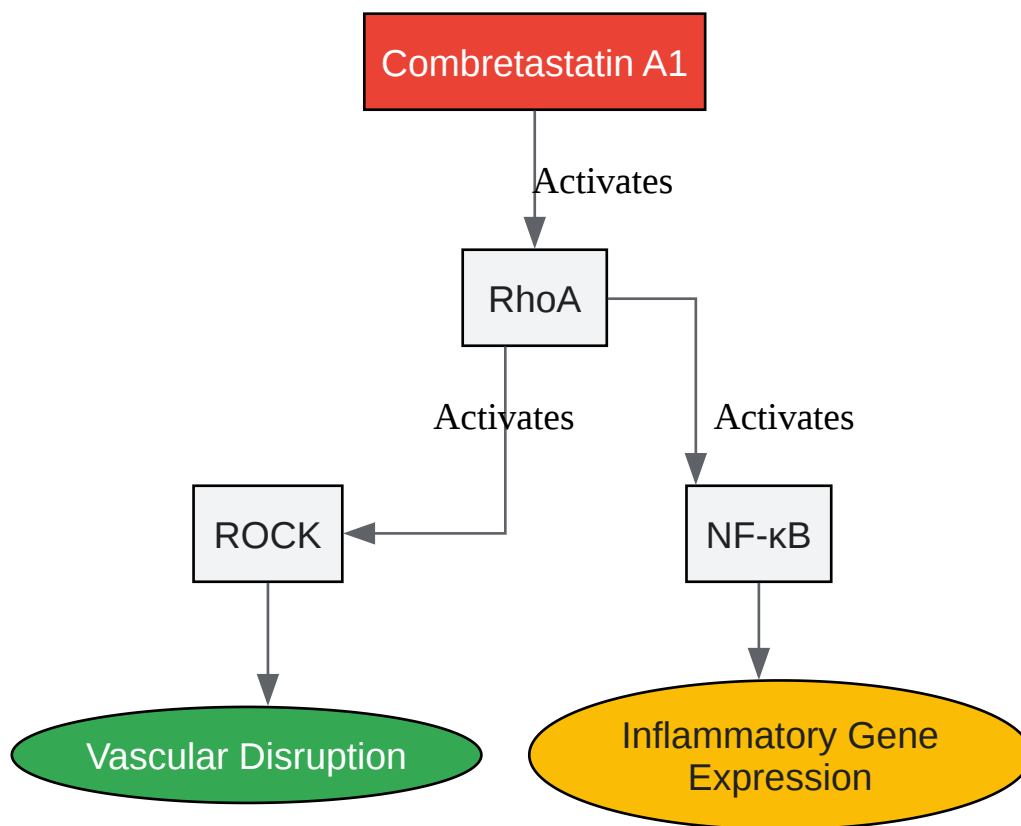 Combretastatin A1
Activates
RhoA
Activates
Activates
ROCK
NF-κB
Vascular Disruption
Inflammatory Gene
Expression